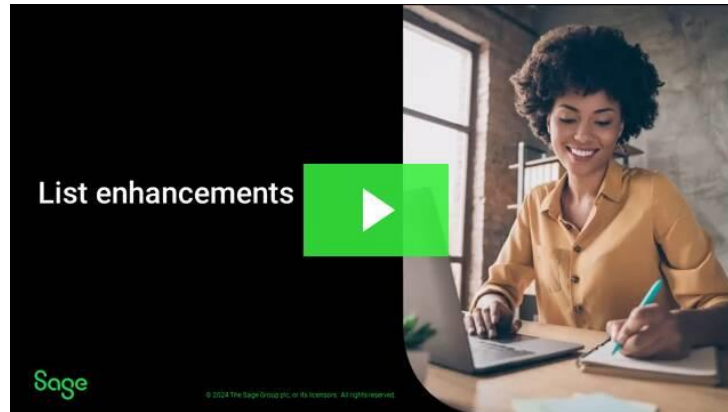 List enhancements
Sage
© 2024 The Sage Group plc, or its licensors. All rights reserved.